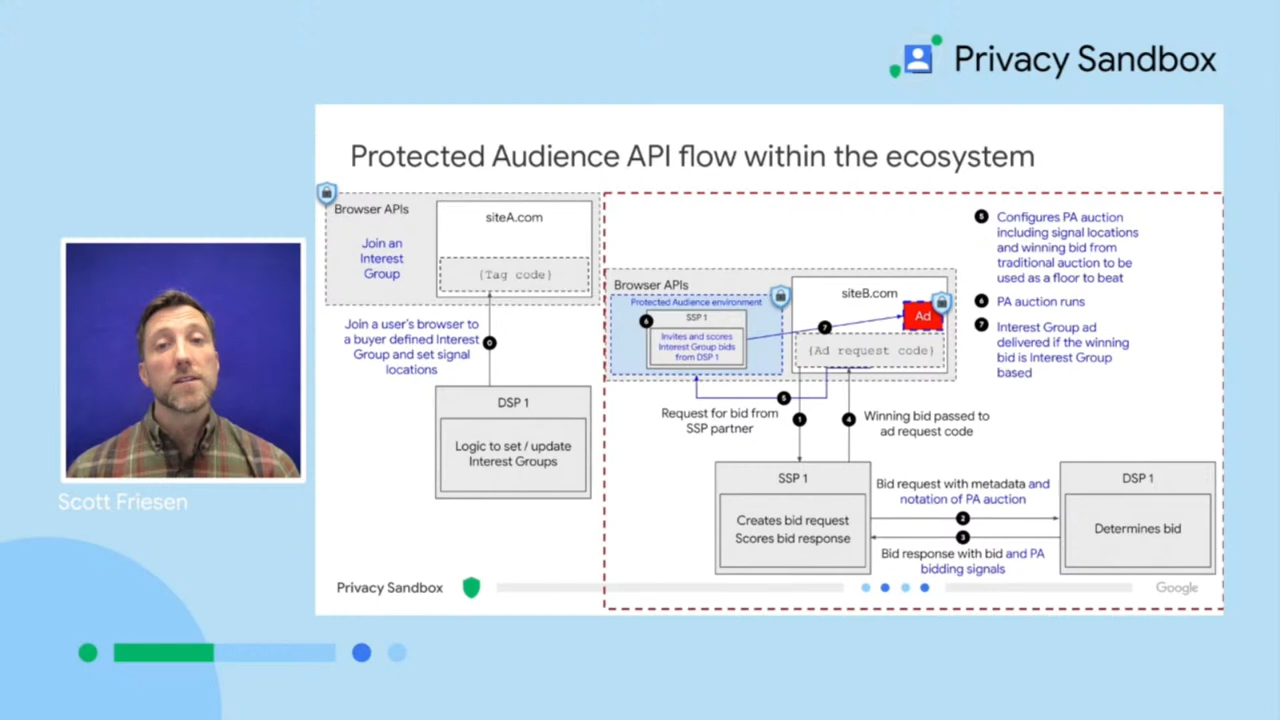 Privacy Sandbox
Protected Audience API flow within the ecosystem
Browser APIs
Join an
Interest
Group
siteA.com
{Tag code}
Join a user's browser to
a buyer defined Interest
Group and set signal
locations
0
DSP 1
Logic to set / update
Interest Groups
Browser APIs
Protected Audience environment
6
SSP 1
Invites and scores
Interest Group bids
from DSP 1
siteB.com
7
Ad
{Ad request code}
5
Request for bid from
SSP partner
1
4
Winning bid passed to
ad request code
5 Configures PA auction
including signal locations
and winning bid from
traditional auction to be
used as a floor to beat
6 PA auction runs
7 Interest Group ad
delivered if the winning
bid is Interest Group
based
SSP 1
Creates bid request
Scores bid response
Bid request with metadata and
notation of PA auction
2
3
Bid response with bid and PA
bidding signals
DSP 1
Determines bid
Scott Friesen
Privacy Sandbox
Google